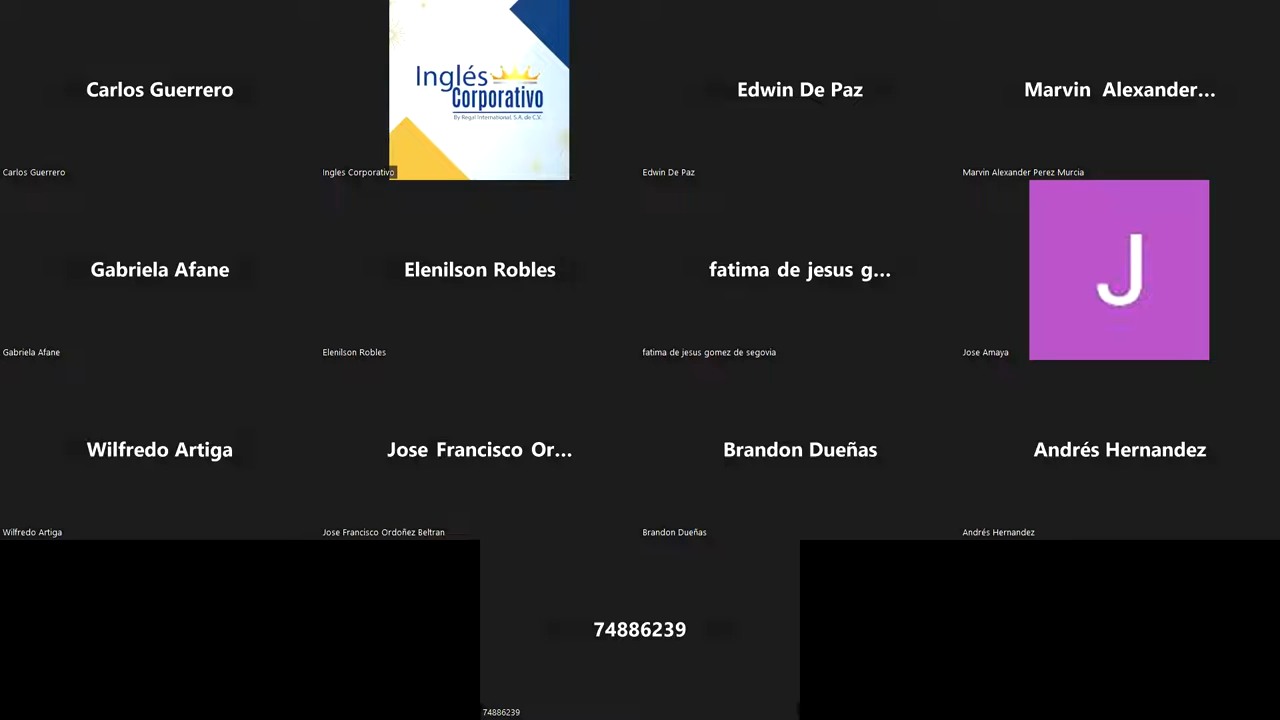 Carlos Guerrero
Inglés
Corporativo
By Regal International, S.A. de C.V.
Edwin De Paz
Marvin Alexander...
Carlos Guerrero
Ingles Corporativo
Edwin De Paz
Marvin Alexander Perez Murcia
Gabriela Afane
Elenilson Robles
fatima de jesus g...
J
Gabriela Afane
Elenilson Robles
fatima de jesus gomez de segovia
Jose Amaya
Wilfredo Artiga
Jose Francisco Or...
Brandon Dueñas
Andrés Hernandez
Wilfredo Artiga
Jose Francisco Ordoñez Beltran
Brandon Dueñas
Andrés Hernandez
74886239
74886239